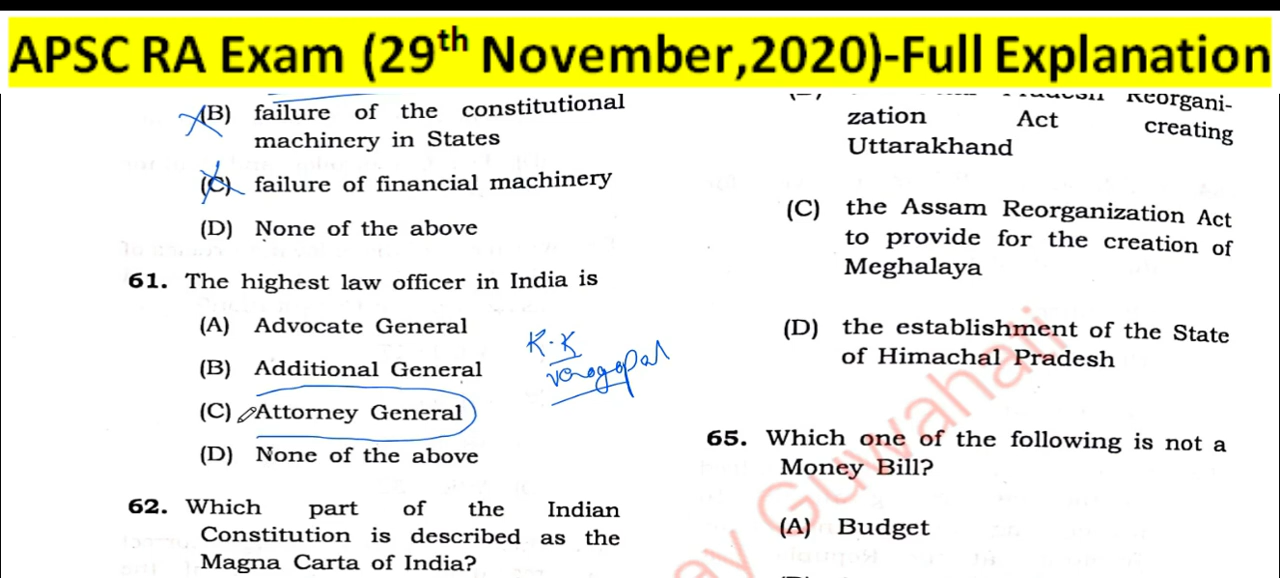 APSC RA Exam (29th November,2020)-Full Explanation
(B) failure of the constitutional
machinery in States
(C) failure of financial machinery
(D) None of the above
61. The highest law officer in India is
(A) Advocate General
(B) Additional General
(C) Attorney General
(D) None of the above
K.K
62. Which part of the Indian
Constitution is described as the
Magna Carta of India?
Reorgani-
zation Act creating
Uttarakhand
(C) the Assam Reorganization Act
to provide for the creation of
Meghalaya
(D) the establishment of the State
of Himachal Pradesh
65. Which one of the following is not a
Money Bill?
(A) Budget
Guwahati